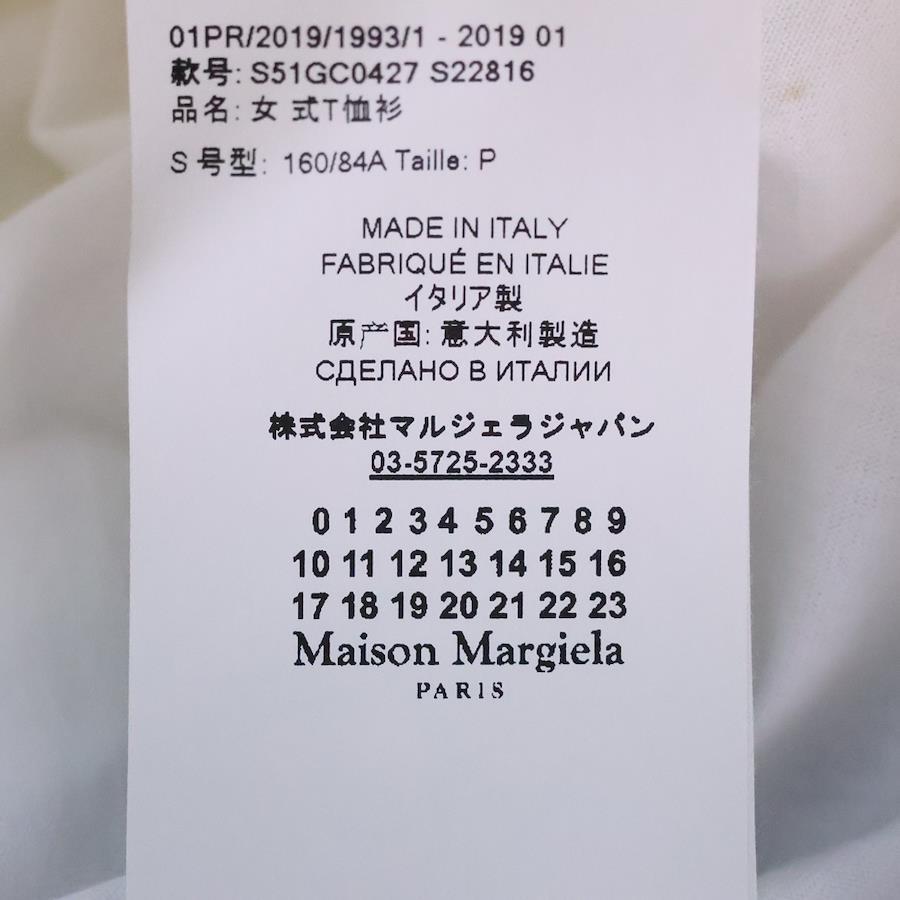 01PR/2019/1993/1 - 2019 01
款号: S51GC0427 S22816
品名: 女 式T恤衫
S 号型: 160/84A Taille: P
MADE IN ITALY
FABRIQUÉ EN ITALIE
イタリア製
原产国: 意大利製造
СДЕЛАНО В ИТАЛИИ
株式会社マルジェラジャパン
03-5725-2333
0 1 2 3 4 5 6 7 8 9
10 11 12 13 14 15 16
17 18 19 20 21 22 23
Maison Margiela
PARIS